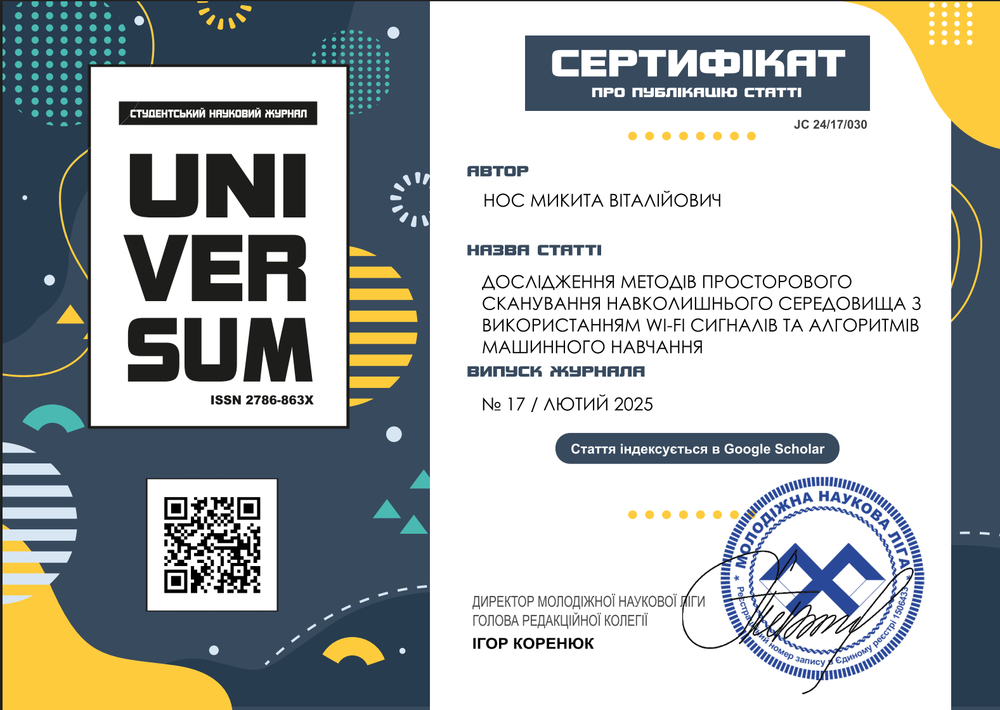 СТУДЕНТСЬКИЙ НАУКОВИЙ ЖУРНАЛ
UNI
VER
SUM
ISSN 2786-863X
СЕРТИФІКАТ
ПРО ПУБЛІКАЦІЮ СТАТТІ
JC 24/17/030
АВТОР
НОС МИКИТА ВІТАЛІЙОВИЧ
НАЗВА СТАТТІ
ДОСЛІДЖЕННЯ МЕТОДІВ ПРОСТОРОВОГО
СКАНУВАННЯ НАВКОЛИШНЬОГО СЕРЕДОВИЩА З
ВИКОРИСТАННЯМ WI-FI СИГНАЛІВ ТА АЛГОРИТМІВ
МАШИННОГО НАВЧАННЯ
ВИПУСК ЖУРНАЛА
№ 17 / ЛЮТИЙ 2025
Стаття індексується в Google Scholar
ДИРЕКТОР МОЛОДІЖНОЇ НАУКОВОЇ ЛІГИ
ГОЛОВА РЕДАКЦІЙНОЇ КОЛЕГІЇ
ІГОР КОРЕНЮК
* МОЛОДІЖНА НАУКОВА ЛІГА *
Реєстраційний номер запису в Єдиному реєстрі 1506433